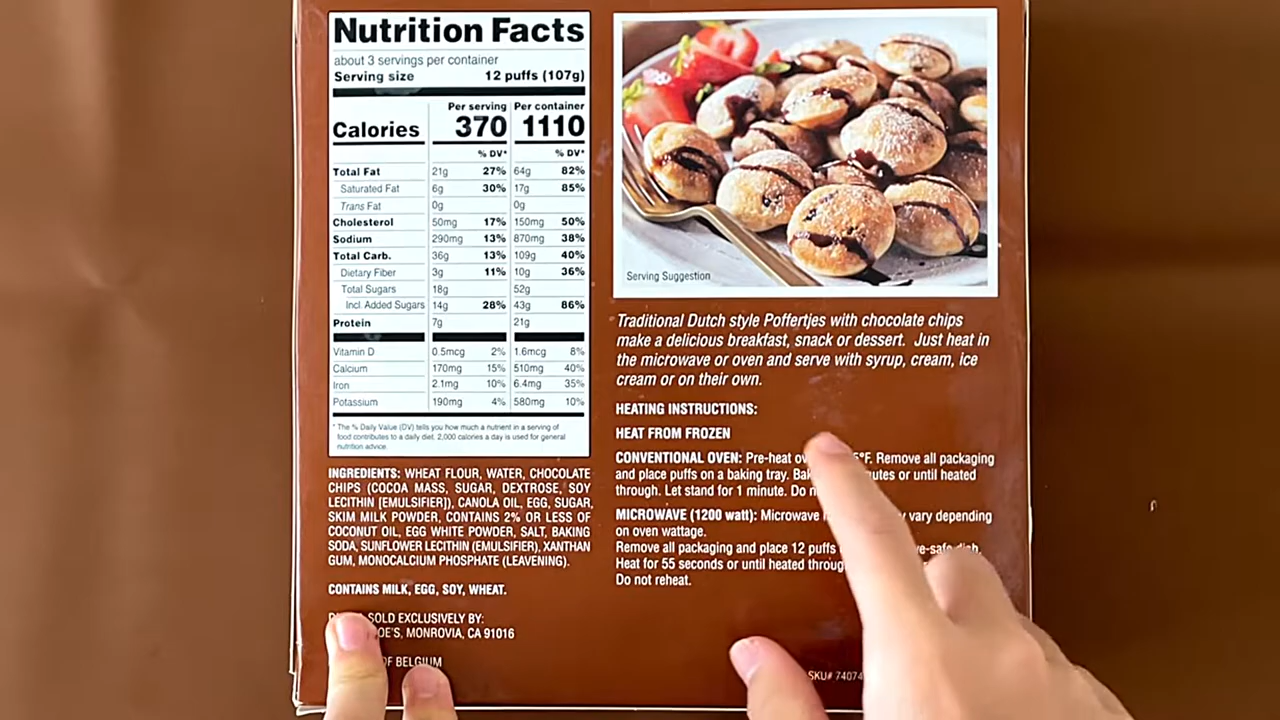 Nutrition Facts
about 3 servings per container
Serving size 12 puffs (107g)
Per serving Per container
Calories 370 1110
% DV* % DV*
Total Fat 21g 27% 64g 82%
Saturated Fat 6g 30% 17g 85%
Trans Fat 0g 0g
Cholesterol 50mg 17% 150mg 50%
Sodium 290mg 13% 870mg 38%
Total Carb. 36g 13% 109g 40%
Dietary Fiber 3g 11% 10g 36%
Total Sugars 18g 52g
Incl. Added Sugars 14g 28% 43g 86%
Protein 7g 21g
Vitamin D 0.5mcg 2% 1.6mcg 8%
Calcium 170mg 15% 510mg 40%
Iron 2.1mg 10% 6.4mg 35%
Potassium 190mg 4% 580mg 10%
* The % Daily Value (DV) tells you how much a nutrient in a serving of
food contributes to a daily diet. 2,000 calories a day is used for general
nutrition advice.
INGREDIENTS: WHEAT FLOUR, WATER, CHOCOLATE
CHIPS (COCOA MASS, SUGAR, DEXTROSE, SOY
LECITHIN [EMULSIFIER]), CANOLA OIL, EGG, SUGAR,
SKIM MILK POWDER, CONTAINS 2% OR LESS OF
COCONUT OIL, EGG WHITE POWDER, SALT, BAKING
SODA, SUNFLOWER LECITHIN (EMULSIFIER), XANTHAN
GUM, MONOCALCIUM PHOSPHATE (LEAVENING).
CONTAINS MILK, EGG, SOY, WHEAT.
SOLD EXCLUSIVELY BY:
OE'S, MONROVIA, CA 91016
OF BELGIUM
Serving Suggestion
Traditional Dutch style Poffertjes with chocolate chips
make a delicious breakfast, snack or dessert. Just heat in
the microwave or oven and serve with syrup, cream, ice
cream or on their own.
HEATING INSTRUCTIONS:
HEAT FROM FROZEN
CONVENTIONAL OVEN: Pre-heat 5°F. Remove all packaging
and place puffs on a baking tray. utes or until heated
through. Let stand for 1 minute. Do
MICROWAVE (1200 watt): Microwave vary depending
on oven wattage.
Remove all packaging and place 12 puffs ve-safe dish.
Heat for 55 seconds or until heated
Do not reheat.
SKU# 74074